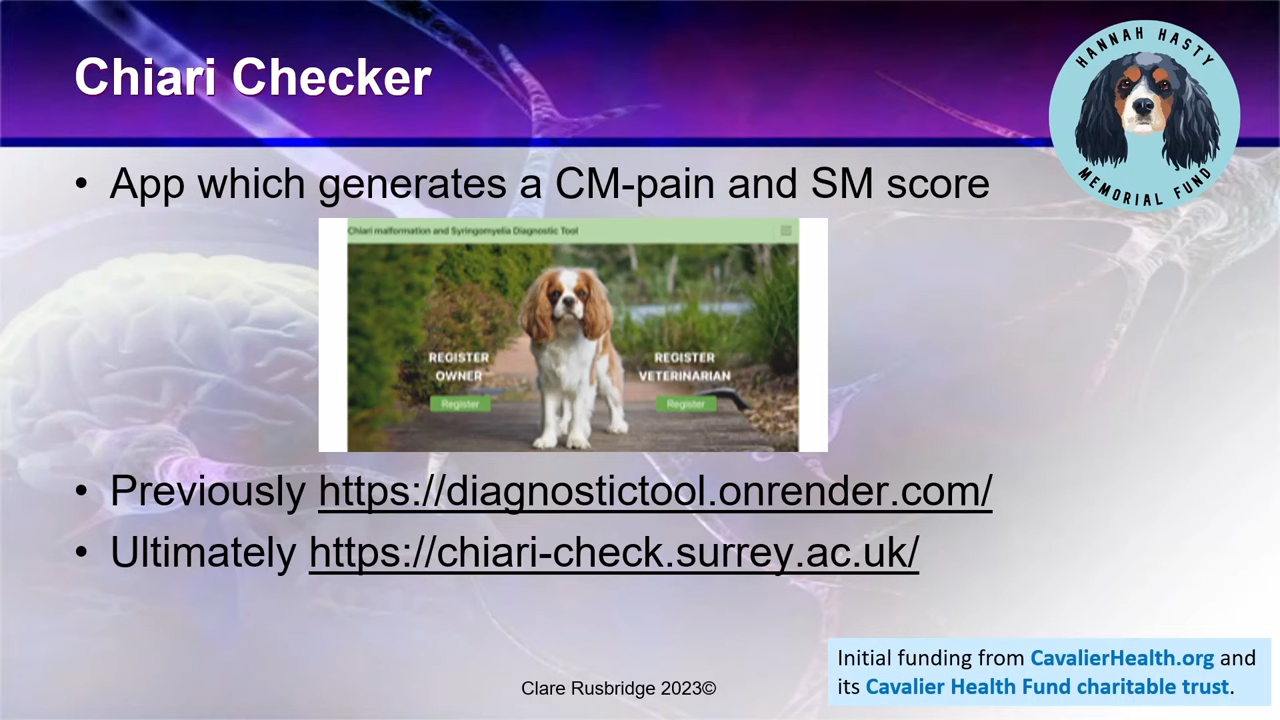 Chiari Checker
HANNAH HASTY
MEMORIAL FUND
• App which generates a CM-pain and SM score
Chiari malformation and Syringomyelia Diagnostic Tool
REGISTER
OWNER
Register
REGISTER
VETERINARIAN
Register
• Previously https://diagnostictool.onrender.com/
• Ultimately https://chiari-check.surrey.ac.uk/
Initial funding from CavalierHealth.org and
its Cavalier Health Fund charitable trust.
Clare Rusbridge 2023©